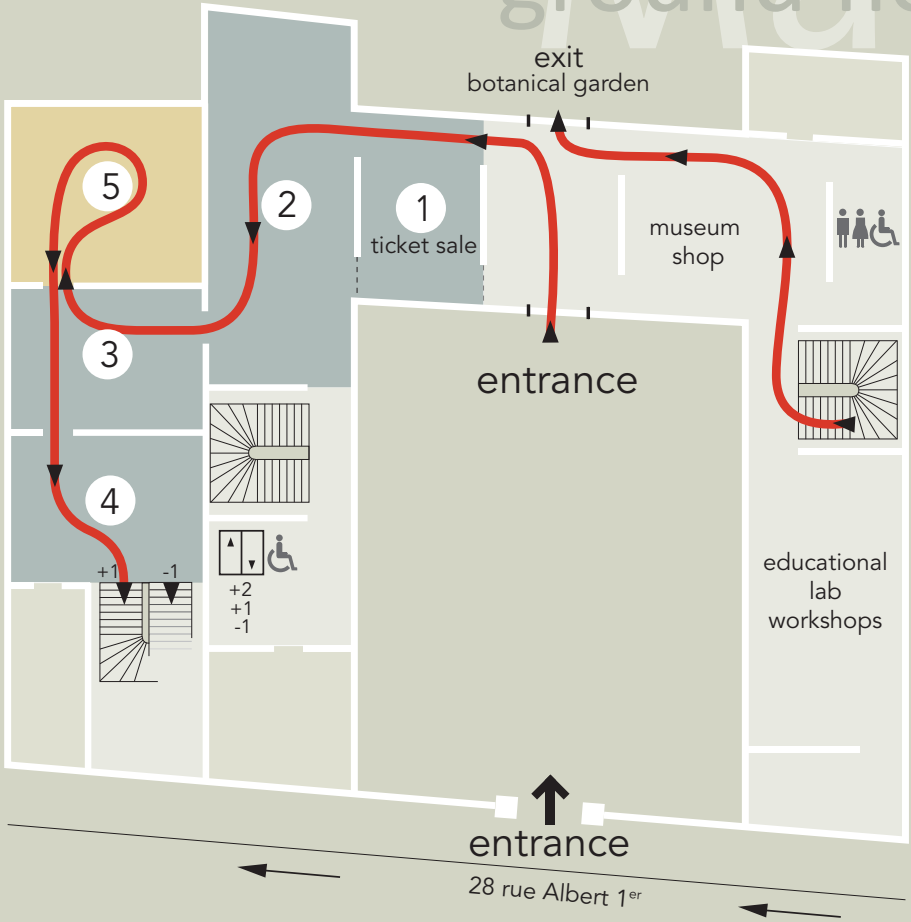 ground
exit
botanical garden
5
2
1
ticket sale
museum
shop
3
entrance
4
+1
-1
+2
+1
-1
educational
lab
workshops
entrance
28 rue Albert 1er